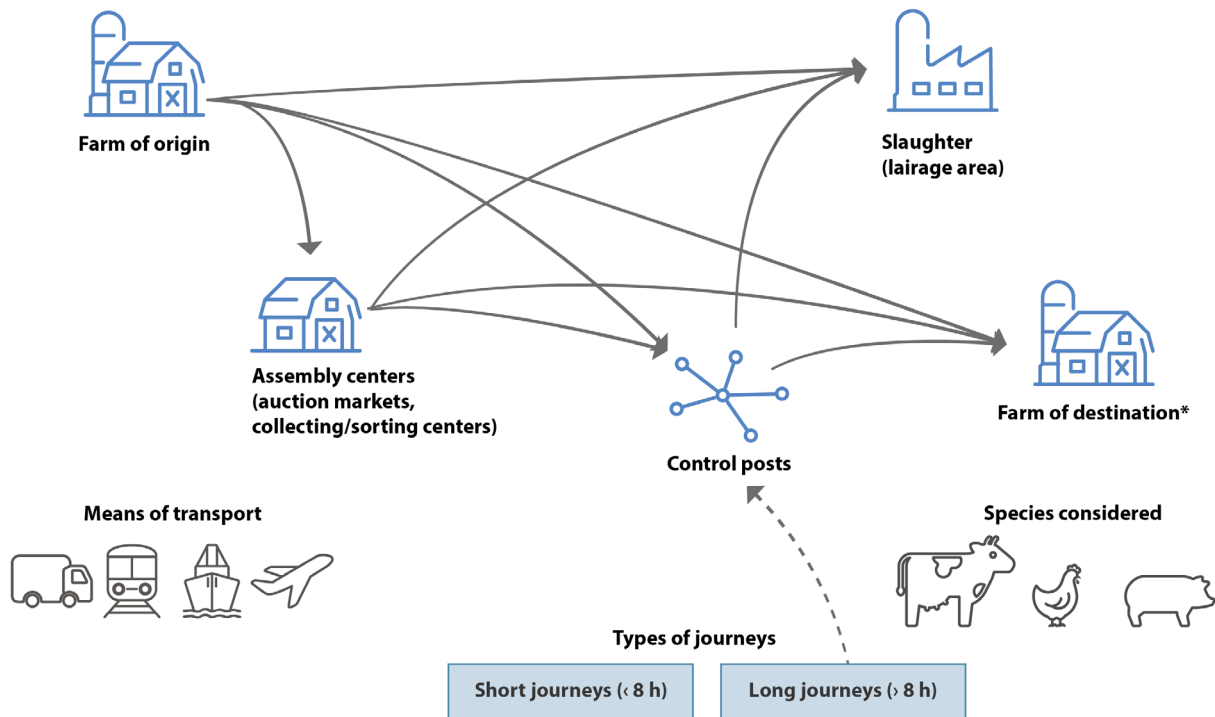 Farm of origin
Slaughter
(lairage area)
Assembly centers
(auction markets,
collecting/sorting centers)
Farm of destination*
Control posts
Means of transport
Species considered
Types of journeys
Short journeys (‹ 8 h)
Long journeys (› 8 h)